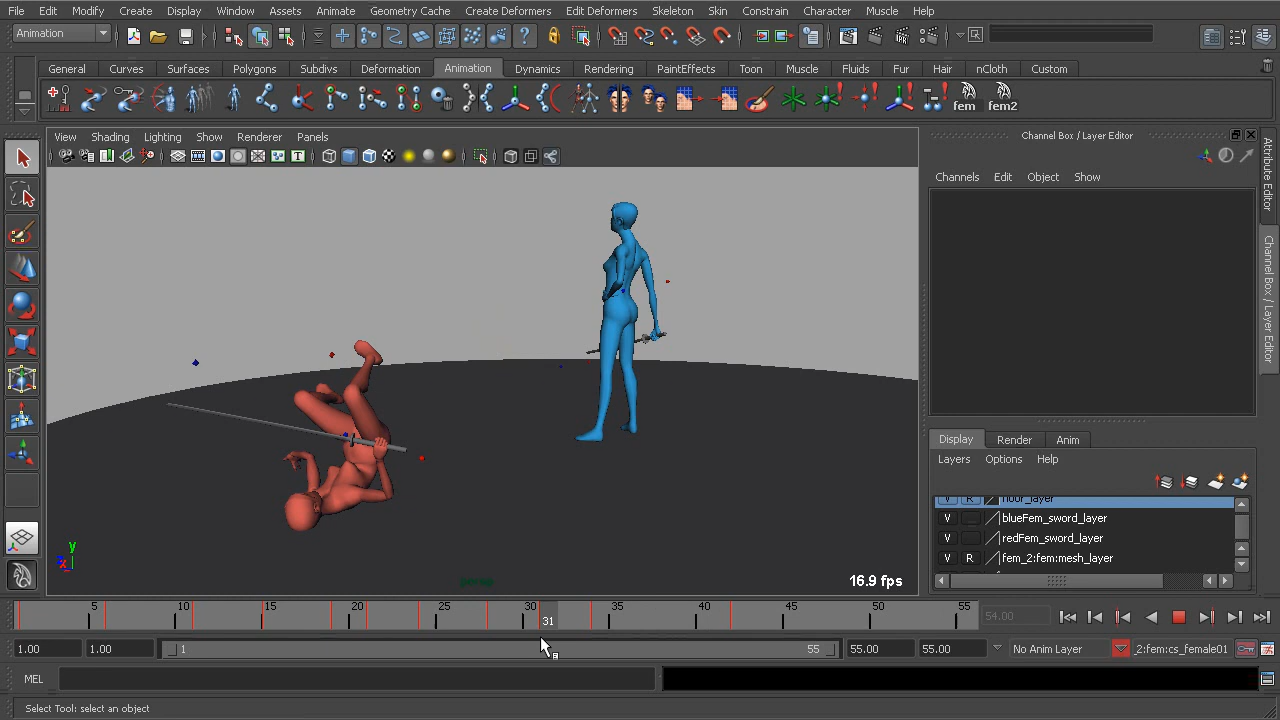 File Edit Modify Create Display Window Assets Animate Geometry Cache Create Deformers Edit Deformers Skeleton Skin Constrain Character Muscle Help
Animation
General Curves Surfaces Polygons Subdivs Deformation Animation Dynamics Rendering PaintEffects Toon Muscle Fluids Fur Hair nCloth Custom
fem fem2
View Shading Lighting Show Renderer Panels
Channel Box / Layer Editor
Channels Edit Object Show
Attribute Editor
Channel Box / Layer Editor
Display Render Anim
Layers Options Help
V R floor_layer
V blueFem_sword_layer
V redFem_sword_layer
V R fem_2:fem:mesh_layer
y
persp
16.9 fps
5 10 15 20 25 30 31 35 40 45 50 55
54.00
1.00 1.00 1 55 55.00 55.00 No Anim Layer _2:fem:cs_female01
MEL
Select Tool: select an object